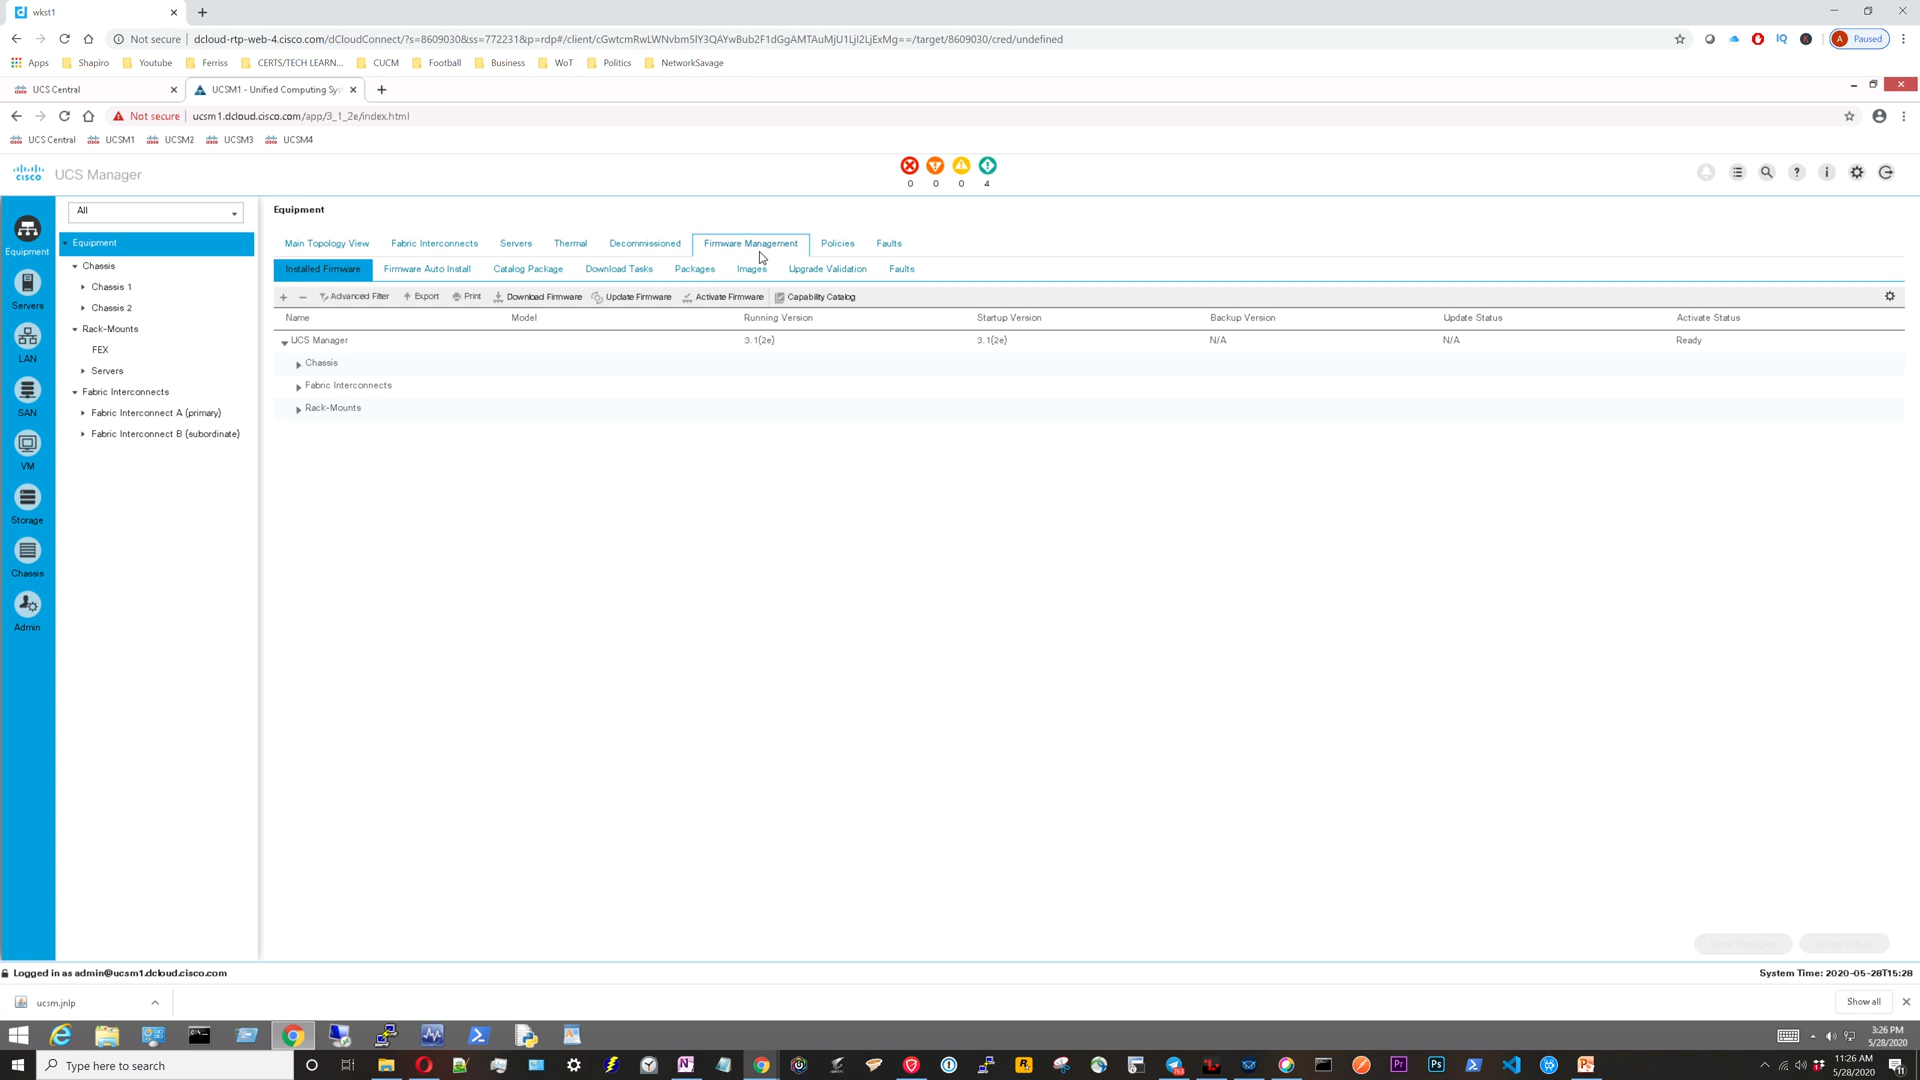 wkst1
Not secure | dcloud-rtp-web-4.cisco.com/dCloudConnect/?s=8609030&ss=772231&p=rdp#/client/cGwtcmRwLWNvbm5lY3QAYwBub2F1dGgAMTAuMjU1LjI2LjExMg==/target/8609030/cred/undefined
A Paused
Apps Shapiro Youtube Ferriss CERTS/TECH LEARN... CUCM Football Business WoT Politics NetworkSavage
UCS Central UCSM1 - Unified Computing Sys
Not secure | ucsm1.dcloud.cisco.com/app/3_1_2e/index.html
UCS Central UCSM1 UCSM2 UCSM3 UCSM4
cisco UCS Manager
0 0 0 4
All
Equipment
Servers
LAN
SAN
VM
Storage
Chassis
Admin
Equipment
Chassis
Chassis 1
Chassis 2
Rack-Mounts
FEX
Servers
Fabric Interconnects
Fabric Interconnect A (primary)
Fabric Interconnect B (subordinate)
Equipment
Main Topology View Fabric Interconnects Servers Thermal Decommissioned Firmware Management Policies Faults
Installed Firmware Firmware Auto Install Catalog Package Download Tasks Packages Images Upgrade Validation Faults
Advanced Filter Export Print Download Firmware Update Firmware Activate Firmware Capability Catalog
Name Model Running Version Startup Version Backup Version Update Status Activate Status
UCS Manager 3.1(2e) 3.1(2e) N/A N/A Ready
Chassis
Fabric Interconnects
Rack-Mounts
Logged in as admin@ucsm1.dcloud.cisco.com
System Time: 2020-05-28T15:28
ucsm.jnlp
Show all
3:26 PM
5/28/2020
Type here to search
11:26 AM
5/28/2020